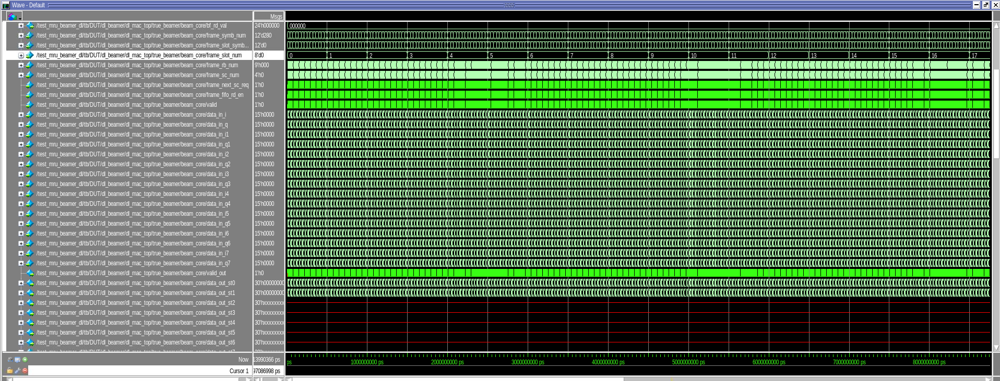 Wave - Default
Msgs
/test_mru_beamer_dl/tb/DUT/dl_beamer/dl_mac_top/true_beamer/beam_core/bf_rd_val 24'h000000 000000
/test_mru_beamer_dl/tb/DUT/dl_beamer/dl_mac_top/true_beamer/beam_core/frame_symb_num 12'd280
/test_mru_beamer_dl/tb/DUT/dl_beamer/dl_mac_top/true_beamer/beam_core/frame_slot_symb... 12'd0
/test_mru_beamer_dl/tb/DUT/dl_beamer/dl_mac_top/true_beamer/beam_core/frame_slot_num 8'd0 0 1 2 3 4 5 6 7 8 9 10 11 12 13 14 15 16 17
/test_mru_beamer_dl/tb/DUT/dl_beamer/dl_mac_top/true_beamer/beam_core/frame_rb_num 9'h000
/test_mru_beamer_dl/tb/DUT/dl_beamer/dl_mac_top/true_beamer/beam_core/frame_sc_num 4'h0
/test_mru_beamer_dl/tb/DUT/dl_beamer/dl_mac_top/true_beamer/beam_core/frame_next_sc_req 1'h0
/test_mru_beamer_dl/tb/DUT/dl_beamer/dl_mac_top/true_beamer/beam_core/frame_fifo_rd_en 1'h0
/test_mru_beamer_dl/tb/DUT/dl_beamer/dl_mac_top/true_beamer/beam_core/valid 1'h0
/test_mru_beamer_dl/tb/DUT/dl_beamer/dl_mac_top/true_beamer/beam_core/data_in_i 15'h0000
/test_mru_beamer_dl/tb/DUT/dl_beamer/dl_mac_top/true_beamer/beam_core/data_in_q 15'h0000
/test_mru_beamer_dl/tb/DUT/dl_beamer/dl_mac_top/true_beamer/beam_core/data_in_i1 15'h0000
/test_mru_beamer_dl/tb/DUT/dl_beamer/dl_mac_top/true_beamer/beam_core/data_in_q1 15'h0000
/test_mru_beamer_dl/tb/DUT/dl_beamer/dl_mac_top/true_beamer/beam_core/data_in_i2 15'h0000
/test_mru_beamer_dl/tb/DUT/dl_beamer/dl_mac_top/true_beamer/beam_core/data_in_q2 15'h0000
/test_mru_beamer_dl/tb/DUT/dl_beamer/dl_mac_top/true_beamer/beam_core/data_in_i3 15'h0000
/test_mru_beamer_dl/tb/DUT/dl_beamer/dl_mac_top/true_beamer/beam_core/data_in_q3 15'h0000
/test_mru_beamer_dl/tb/DUT/dl_beamer/dl_mac_top/true_beamer/beam_core/data_in_i4 15'h0000
/test_mru_beamer_dl/tb/DUT/dl_beamer/dl_mac_top/true_beamer/beam_core/data_in_q4 15'h0000
/test_mru_beamer_dl/tb/DUT/dl_beamer/dl_mac_top/true_beamer/beam_core/data_in_i5 15'h0000
/test_mru_beamer_dl/tb/DUT/dl_beamer/dl_mac_top/true_beamer/beam_core/data_in_q5 15'h0000
/test_mru_beamer_dl/tb/DUT/dl_beamer/dl_mac_top/true_beamer/beam_core/data_in_i6 15'h0000
/test_mru_beamer_dl/tb/DUT/dl_beamer/dl_mac_top/true_beamer/beam_core/data_in_q6 15'h0000
/test_mru_beamer_dl/tb/DUT/dl_beamer/dl_mac_top/true_beamer/beam_core/data_in_i7 15'h0000
/test_mru_beamer_dl/tb/DUT/dl_beamer/dl_mac_top/true_beamer/beam_core/data_in_q7 15'h0000
/test_mru_beamer_dl/tb/DUT/dl_beamer/dl_mac_top/true_beamer/beam_core/valid_out 1'h0
/test_mru_beamer_dl/tb/DUT/dl_beamer/dl_mac_top/true_beamer/beam_core/data_out_st0 30'h00000000
/test_mru_beamer_dl/tb/DUT/dl_beamer/dl_mac_top/true_beamer/beam_core/data_out_st1 30'h00000000
/test_mru_beamer_dl/tb/DUT/dl_beamer/dl_mac_top/true_beamer/beam_core/data_out_st2 30'hxxxxxxxx
/test_mru_beamer_dl/tb/DUT/dl_beamer/dl_mac_top/true_beamer/beam_core/data_out_st3 30'hxxxxxxxx
/test_mru_beamer_dl/tb/DUT/dl_beamer/dl_mac_top/true_beamer/beam_core/data_out_st4 30'hxxxxxxxx
/test_mru_beamer_dl/tb/DUT/dl_beamer/dl_mac_top/true_beamer/beam_core/data_out_st5 30'hxxxxxxxx
/test_mru_beamer_dl/tb/DUT/dl_beamer/dl_mac_top/true_beamer/beam_core/data_out_st6 30'hxxxxxxxx
Now 13990366 ps ps 1000000000 ps 2000000000 ps 3000000000 ps 4000000000 ps 5000000000 ps 6000000000 ps 7000000000 ps 8000000000 ps
Cursor 1 97086998 ps